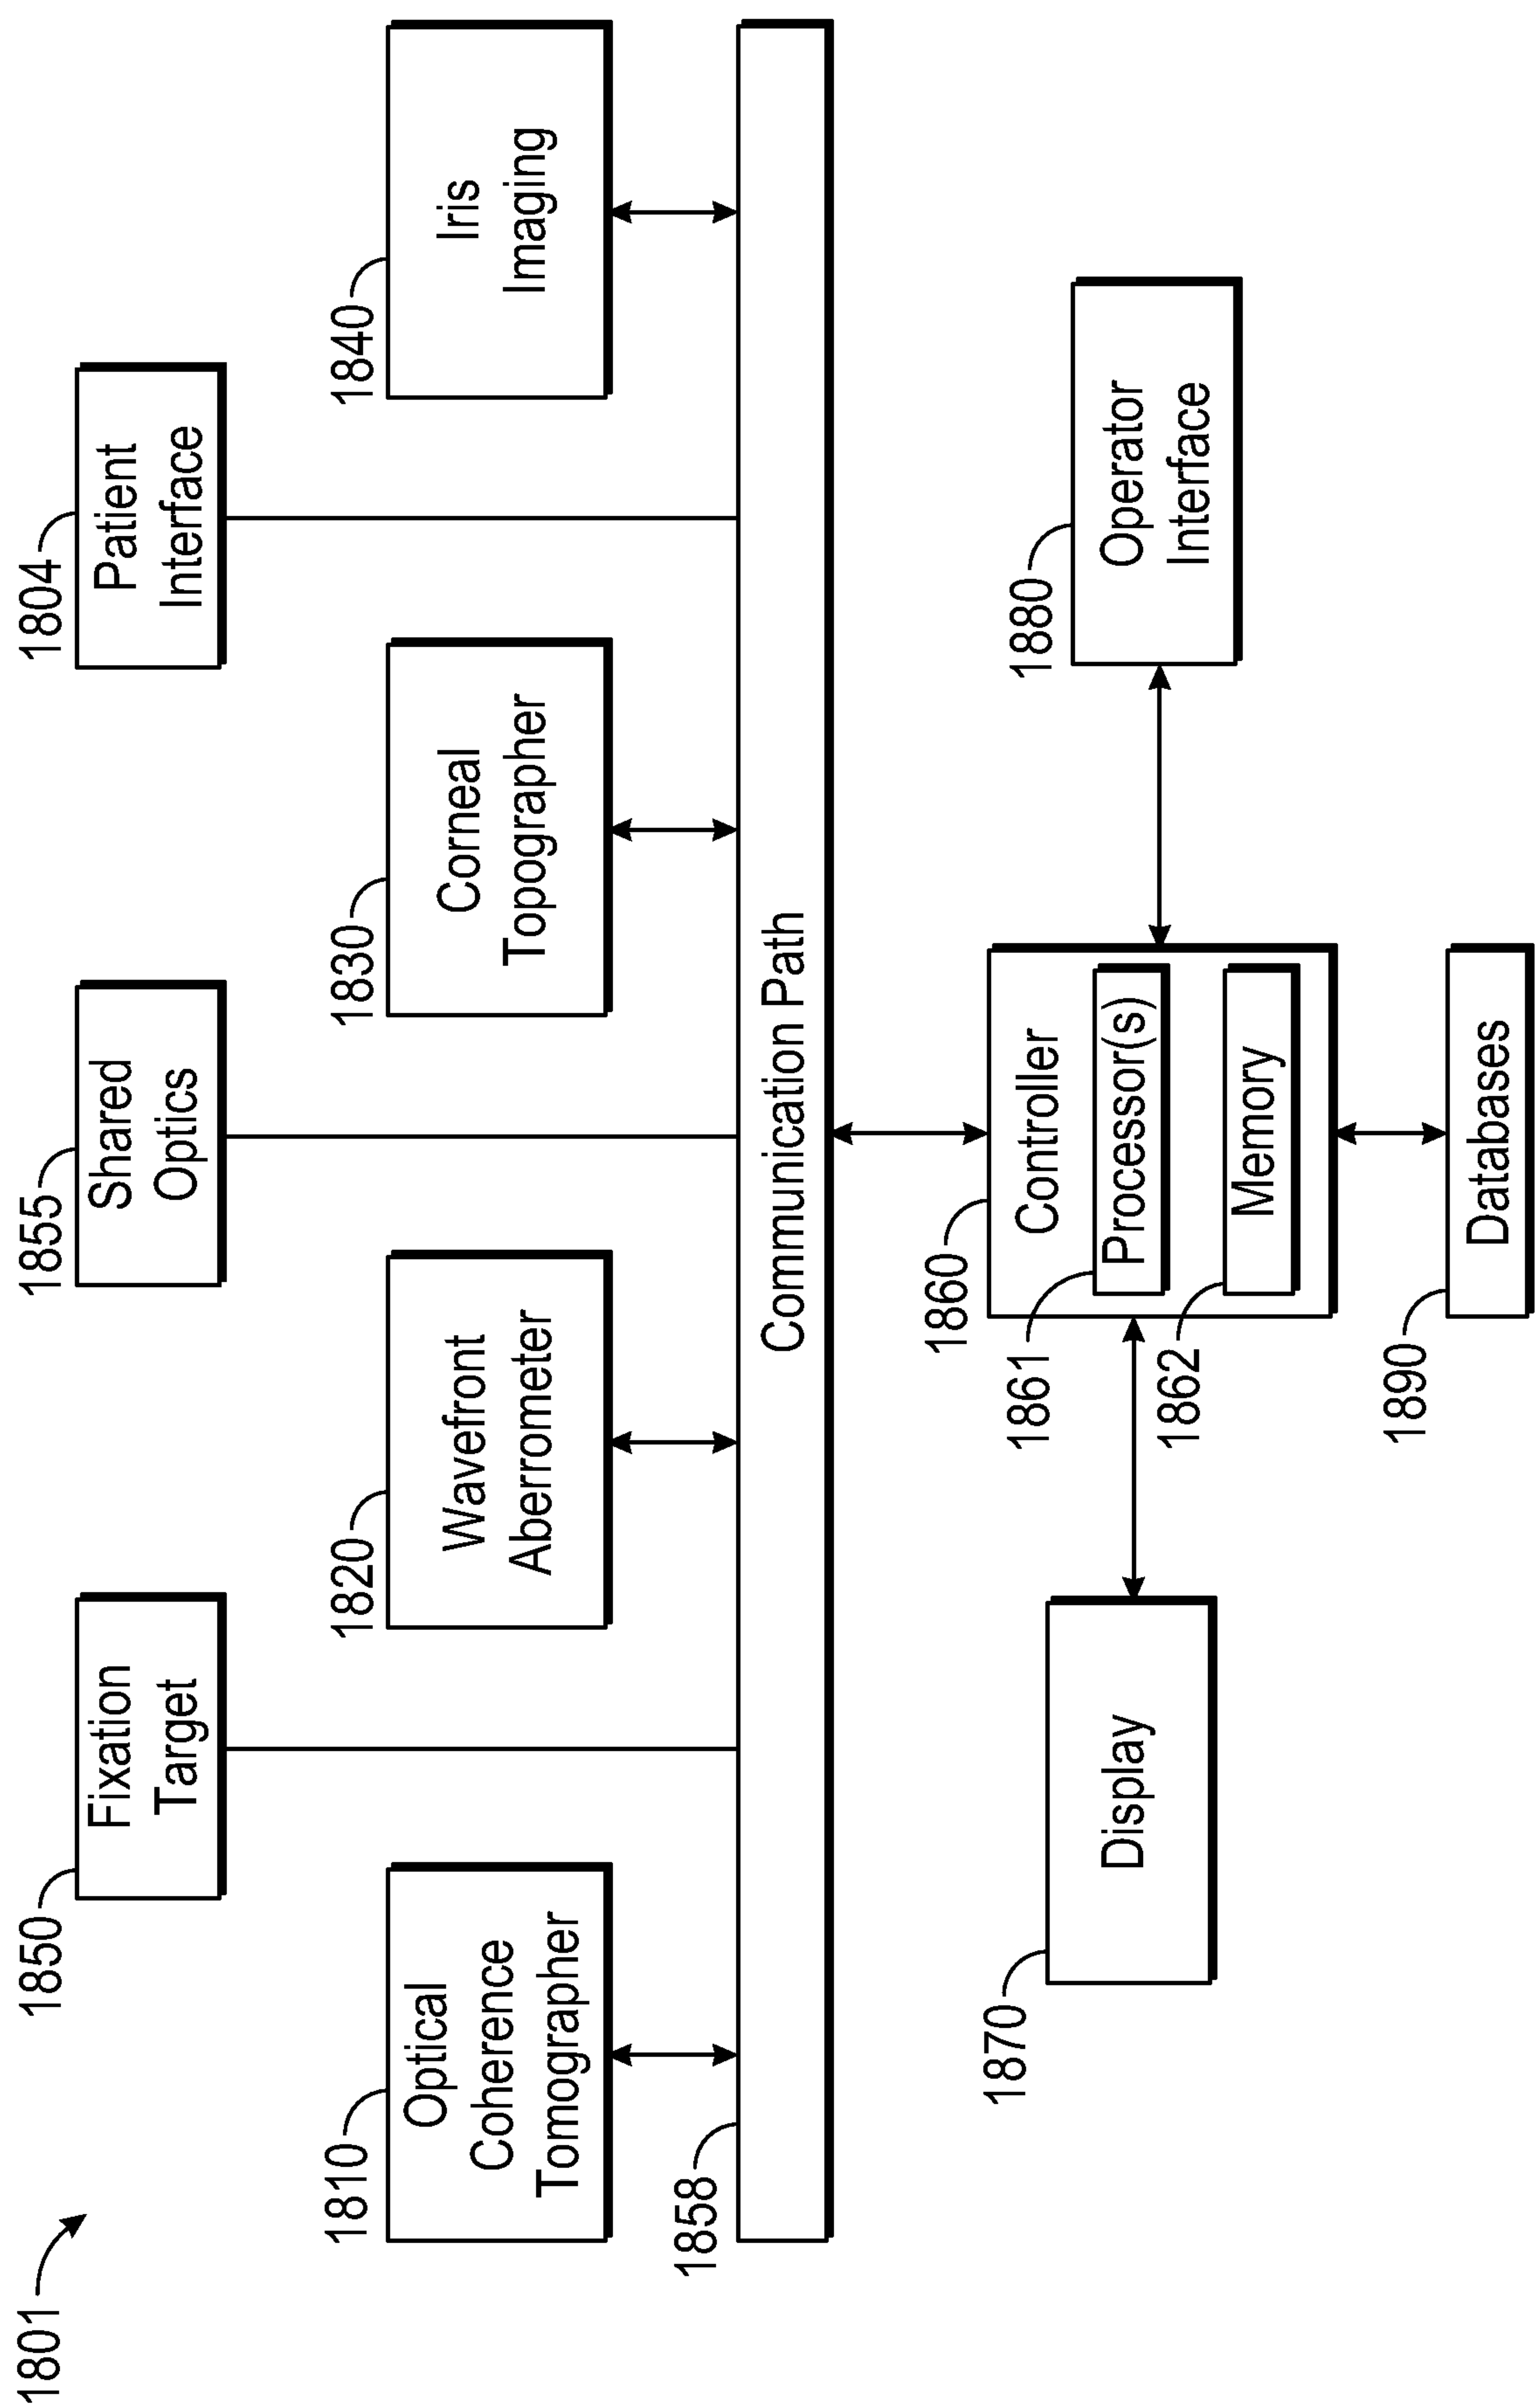 1801
1850
Fixation
Target
1855
Shared
Optics
1804
Patient
Interface
1810
Optical
Coherence
Tomographer
1820
Wavefront
Aberrometer
1830
Corneal
Topographer
1840
Iris
Imaging
1858
Communication Path
1870
Display
1860
Controller
1861
Processor(s)
1862
Memory
1880
Operator
Interface
1890
Databases